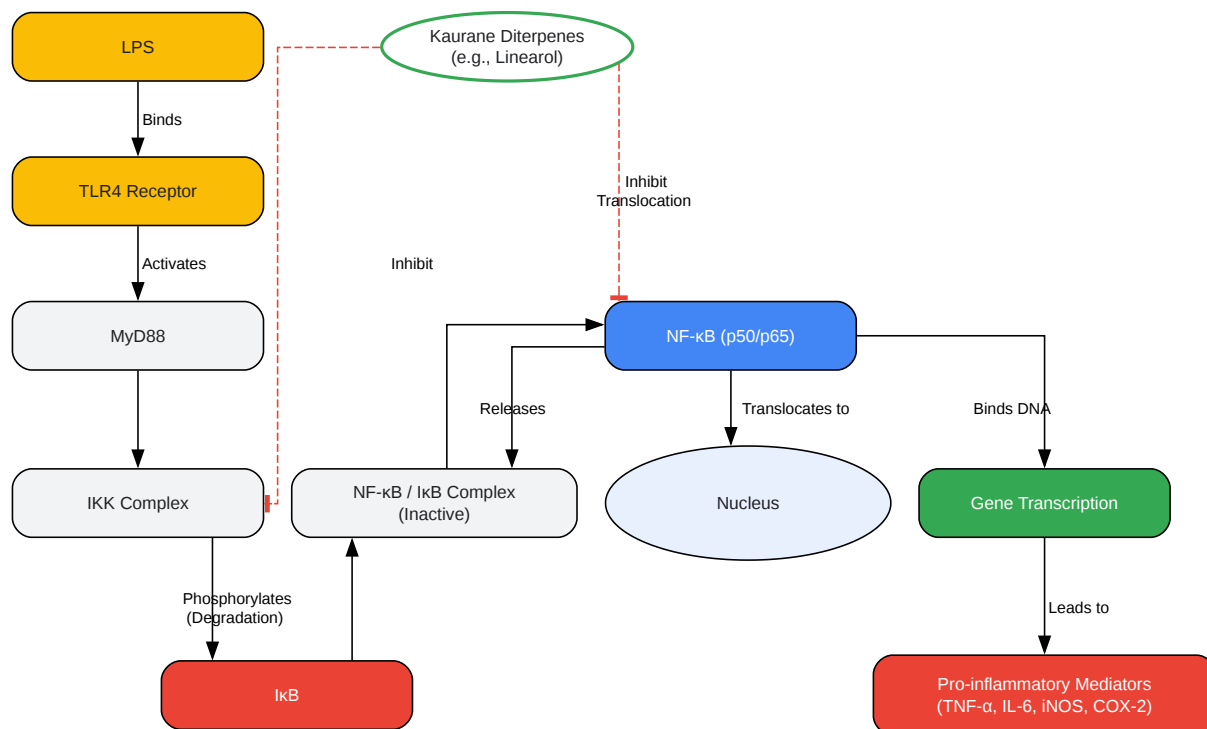 LPS
Kaurane Diterpenes
(e.g., Linearol)
Binds
TLR4 Receptor
Inhibit
Translocation
Activates
Inhibit
MyD88
NF-κB (p50/p65)
Releases
Translocates to
Binds DNA
IKK Complex
NF-κB / IκB Complex
(Inactive)
Nucleus
Gene Transcription
Phosphorylates
(Degradation)
Leads to
IκB
Pro-inflammatory Mediators
(TNF-α, IL-6, iNOS, COX-2)